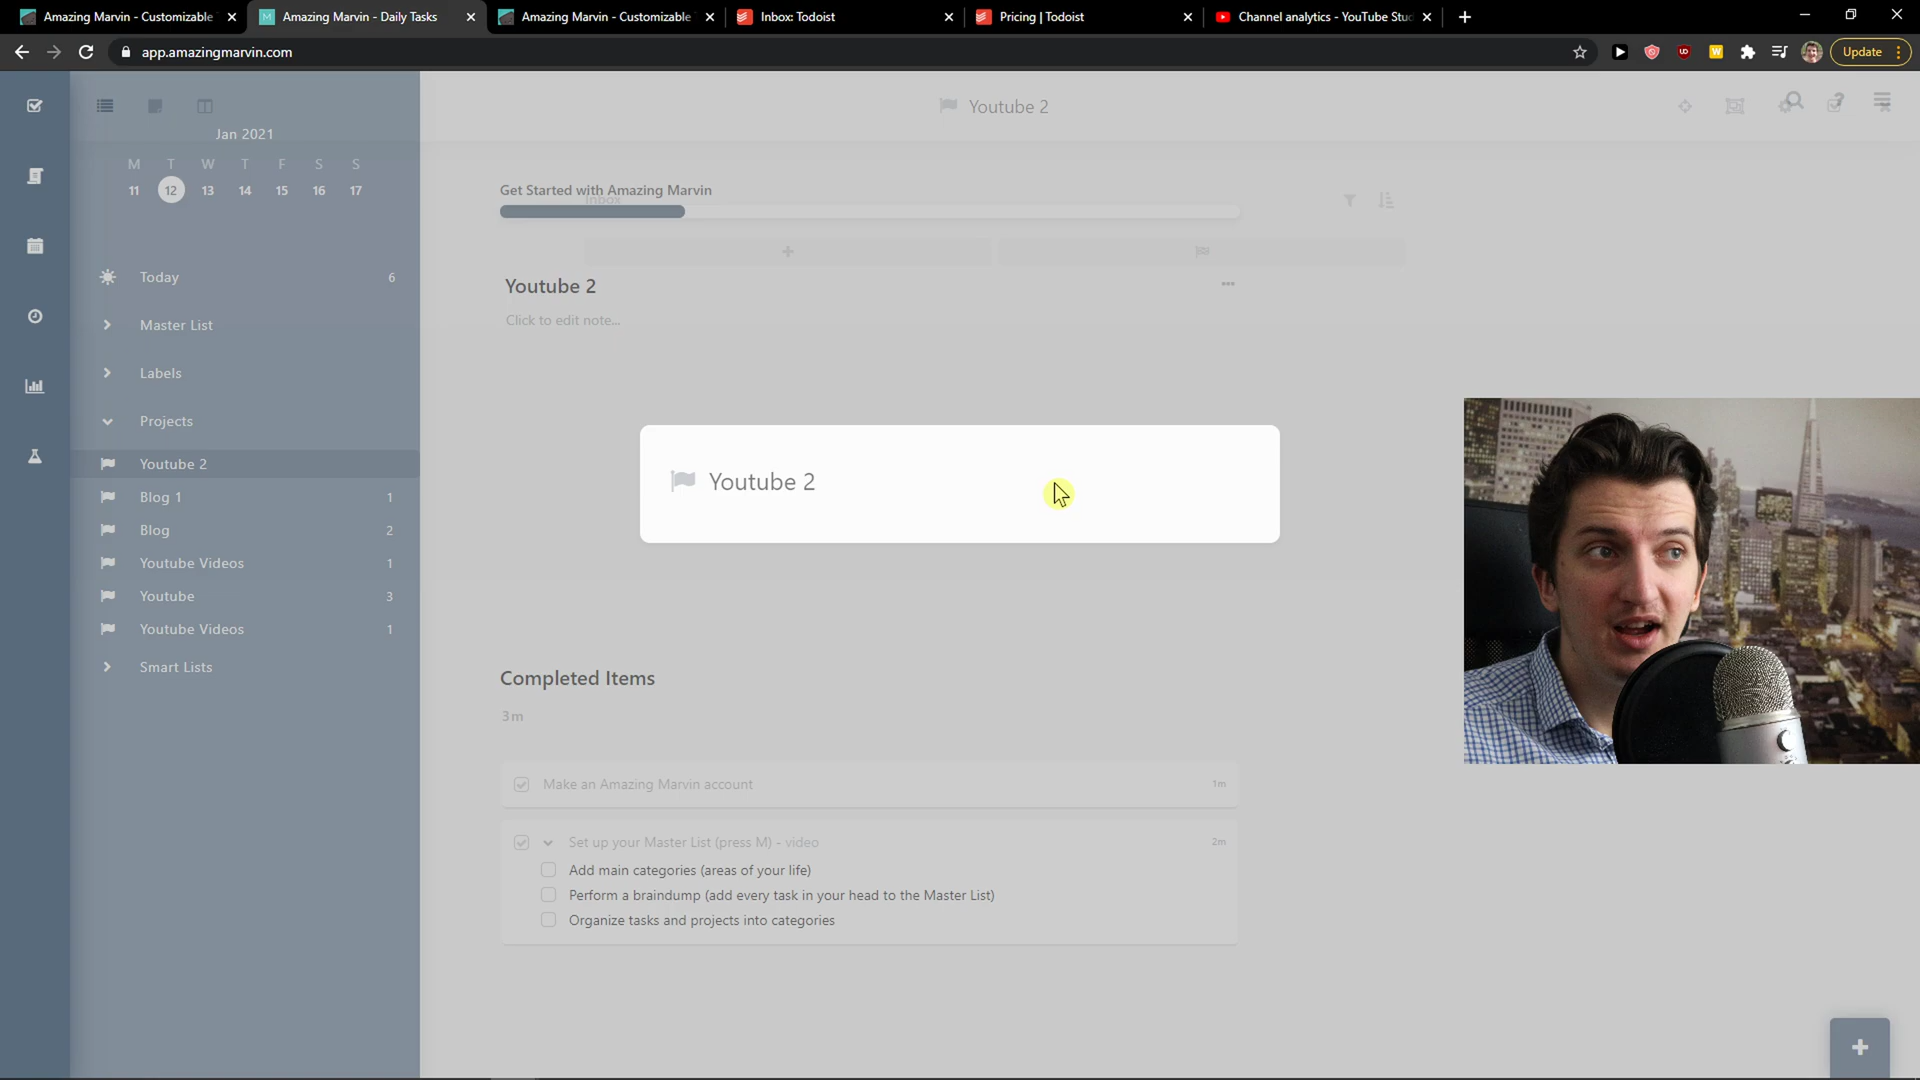 Amazing Marvin - Customizable
Amazing Marvin - Daily Tasks
Amazing Marvin - Customizable
Inbox: Todoist
Pricing | Todoist
Channel analytics - YouTube Stu
app.amazingmarvin.com
Update
Jan 2021
M T W T F S S
11 12 13 14 15 16 17
Today 6
Master List
Labels
Projects
Youtube 2
Blog 1 1
Blog 2
Youtube Videos 1
Youtube 3
Youtube Videos 1
Smart Lists
Youtube 2
Get Started with Amazing Marvin
Inbox
Youtube 2
Click to edit note...
Youtube 2
Completed Items
3m
Make an Amazing Marvin account 1m
Set up your Master List (press M) - video 2m
Add main categories (areas of your life)
Perform a braindump (add every task in your head to the Master List)
Organize tasks and projects into categories